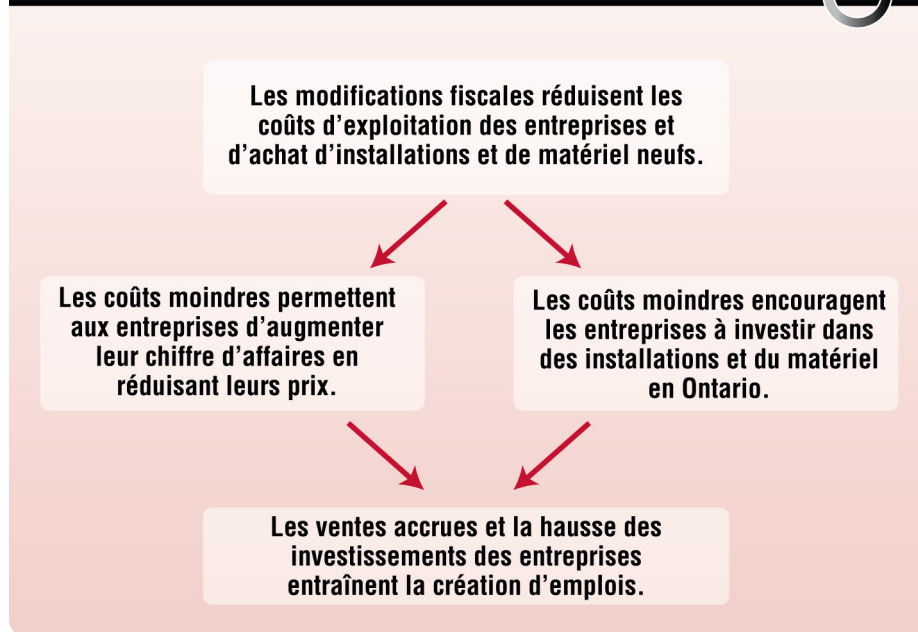 Les modifications fiscales réduisent les
coûts d'exploitation des entreprises et
d'achat d'installations et de matériel neufs.
Les coûts moindres permettent
aux entreprises d'augmenter
leur chiffre d'affaires en
réduisant leurs prix.
Les coûts moindres encouragent
les entreprises à investir dans
des installations et du matériel
en Ontario.
Les ventes accrues et la hausse des
investissements des entreprises
entraînent la création d'emplois.